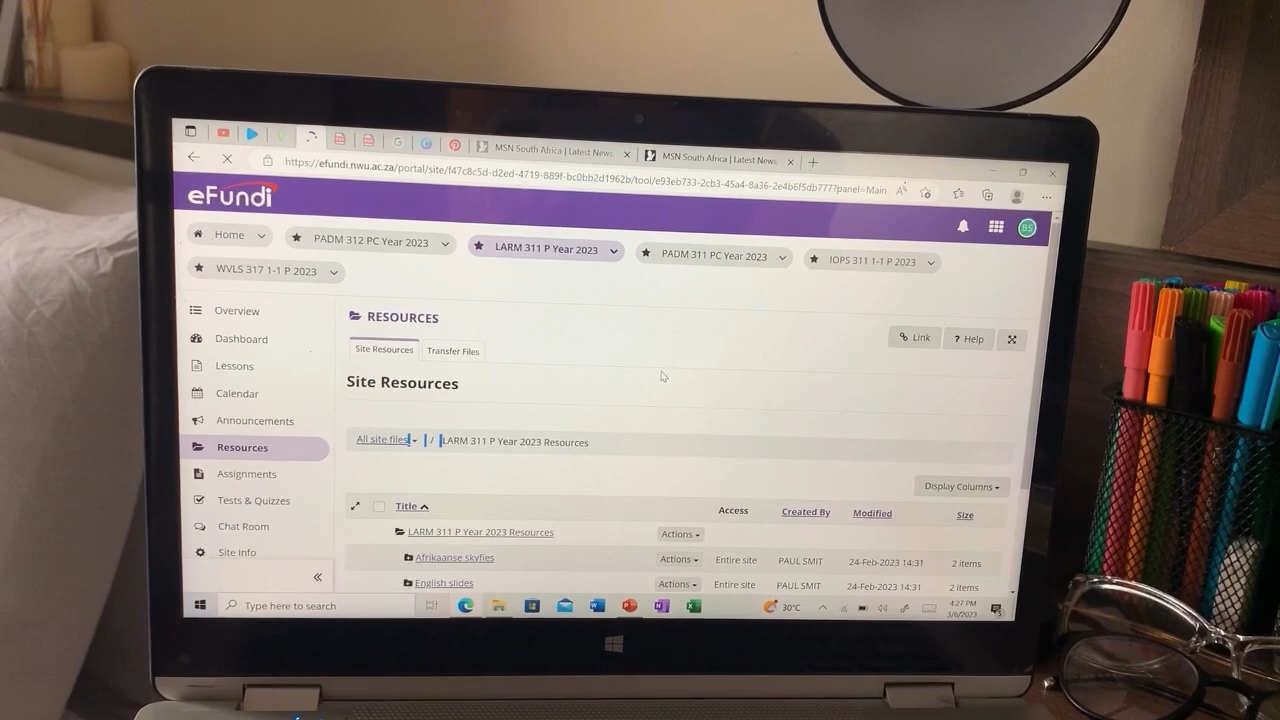 MSN South Africa | Latest News,
MSN South Africa | Latest News,
https://efundi.nwu.ac.za/portal/site/f47c8c5d-d2ed-4719-889f-bc0bb2d1962b/tool/e93eb733-2cb3-45a4-8a36-2e4b6f5db777?panel=Main
eFundi
BS
Home
PADM 312 PC Year 2023
LARM 311 P Year 2023
PADM 311 PC Year 2023
IOPS 311 1-1 P 2023
WVLS 317 1-1 P 2023
Overview
Dashboard
Lessons
Calendar
Announcements
Resources
Assignments
Tests & Quizzes
Chat Room
Site Info
RESOURCES
Link
? Help
Site Resources
Transfer Files
Site Resources
All site files / LARM 311 P Year 2023 Resources
Display Columns
Title Access Created By Modified Size
LARM 311 P Year 2023 Resources Actions
Afrikaanse skyfies Actions Entire site PAUL SMIT 24-Feb-2023 14:31 2 items
English slides Actions Entire site PAUL SMIT 24-Feb-2023 14:31 2 items
Type here to search
30°C
4:27 PM
3/6/2023